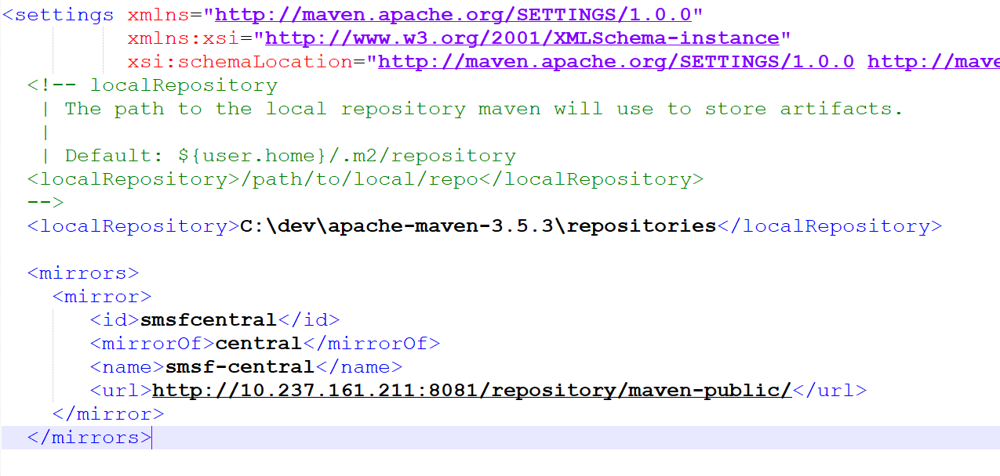 <settings xmlns="http://maven.apache.org/SETTINGS/1.0.0"
xmlns:xsi="http://www.w3.org/2001/XMLSchema-instance"
xsi:schemaLocation="http://maven.apache.org/SETTINGS/1.0.0 http://mave
<!-- localRepository
| The path to the local repository maven will use to store artifacts.
|
| Default: ${user.home}/.m2/repository
<localRepository>/path/to/local/repo</localRepository>
-->
<localRepository>C:\dev\apache-maven-3.5.3\repositories</localRepository>
<mirrors>
<mirror>
<id>smsfcentral</id>
<mirrorOf>central</mirrorOf>
<name>smsf-central</name>
<url>http://10.237.161.211:8081/repository/maven-public/</url>
</mirror>
</mirrors>